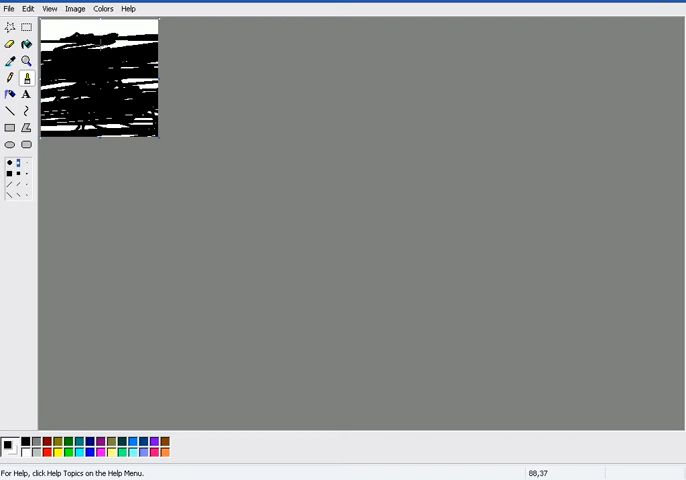 File Edit View Image Colors Help
A
For Help, click Help Topics on the Help Menu.
88,37